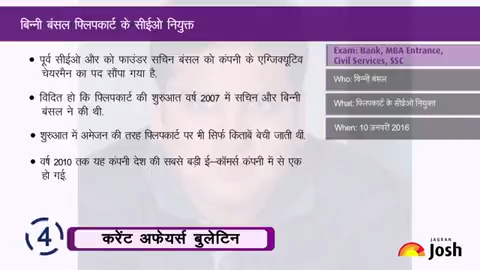 बिन्नी बंसल फ्लिपकार्ट के सीईओ नियुक्त
• पूर्व सीईओ और को फाउंडर सचिन बंसल को कंपनी के एग्जिक्यूटिव
चेयरमैन का पद सौंपा गया है.
• विदित हो कि फ्लिपकार्ट की शुरुआत वर्ष 2007 में सचिन और बिन्नी
बंसल ने की थी.
• शुरुआत में अमेजन की तरह फ्लिपकार्ट पर भी सिर्फ किताबें बेची जाती थीं.
• वर्ष 2010 तक यह कंपनी देश की सबसे बड़ी ई–कॉमर्स कंपनी में से एक
हो गई.
Exam: Bank, MBA Entrance,
Civil Services, SSC
Who: बिन्नी बंसल
What: फ्लिपकार्ट के सीईओ नियुक्त
When: 10 जनवरी 2016
4 करेंट अफेयर्स बुलेटिन
JAGRAN
Josh